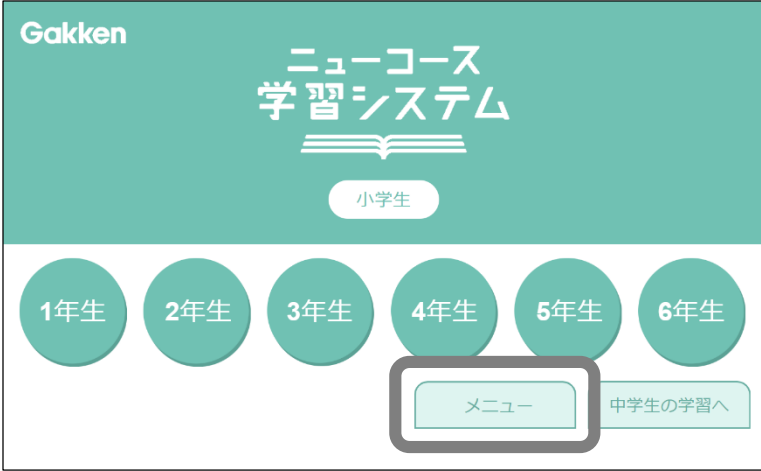 Gakken
ニューコース
学習システム
小学生
1年生 2年生 3年生 4年生 5年生 6年生
メニュー 中学生の学習へ